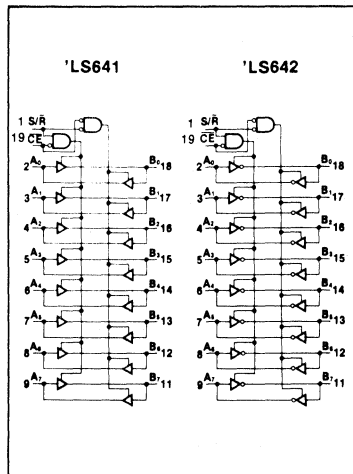 'LS641 'LS642
1 S/R̄ 1 S/R̄
19 C̄Ē 19 C̄Ē
2 A₀ B₀ 18 2 A₀ B₀ 18
3 A₁ B₁ 17 3 A₁ B₁ 17
4 A₂ B₂ 16 4 A₂ B₂ 16
5 A₃ B₃ 15 5 A₃ B₃ 15
6 A₄ B₄ 14 6 A₄ B₄ 14
7 A₅ B₅ 13 7 A₅ B₅ 13
8 A₆ B₆ 12 8 A₆ B₆ 12
9 A₇ B₇ 11 9 A₇ B₇ 11